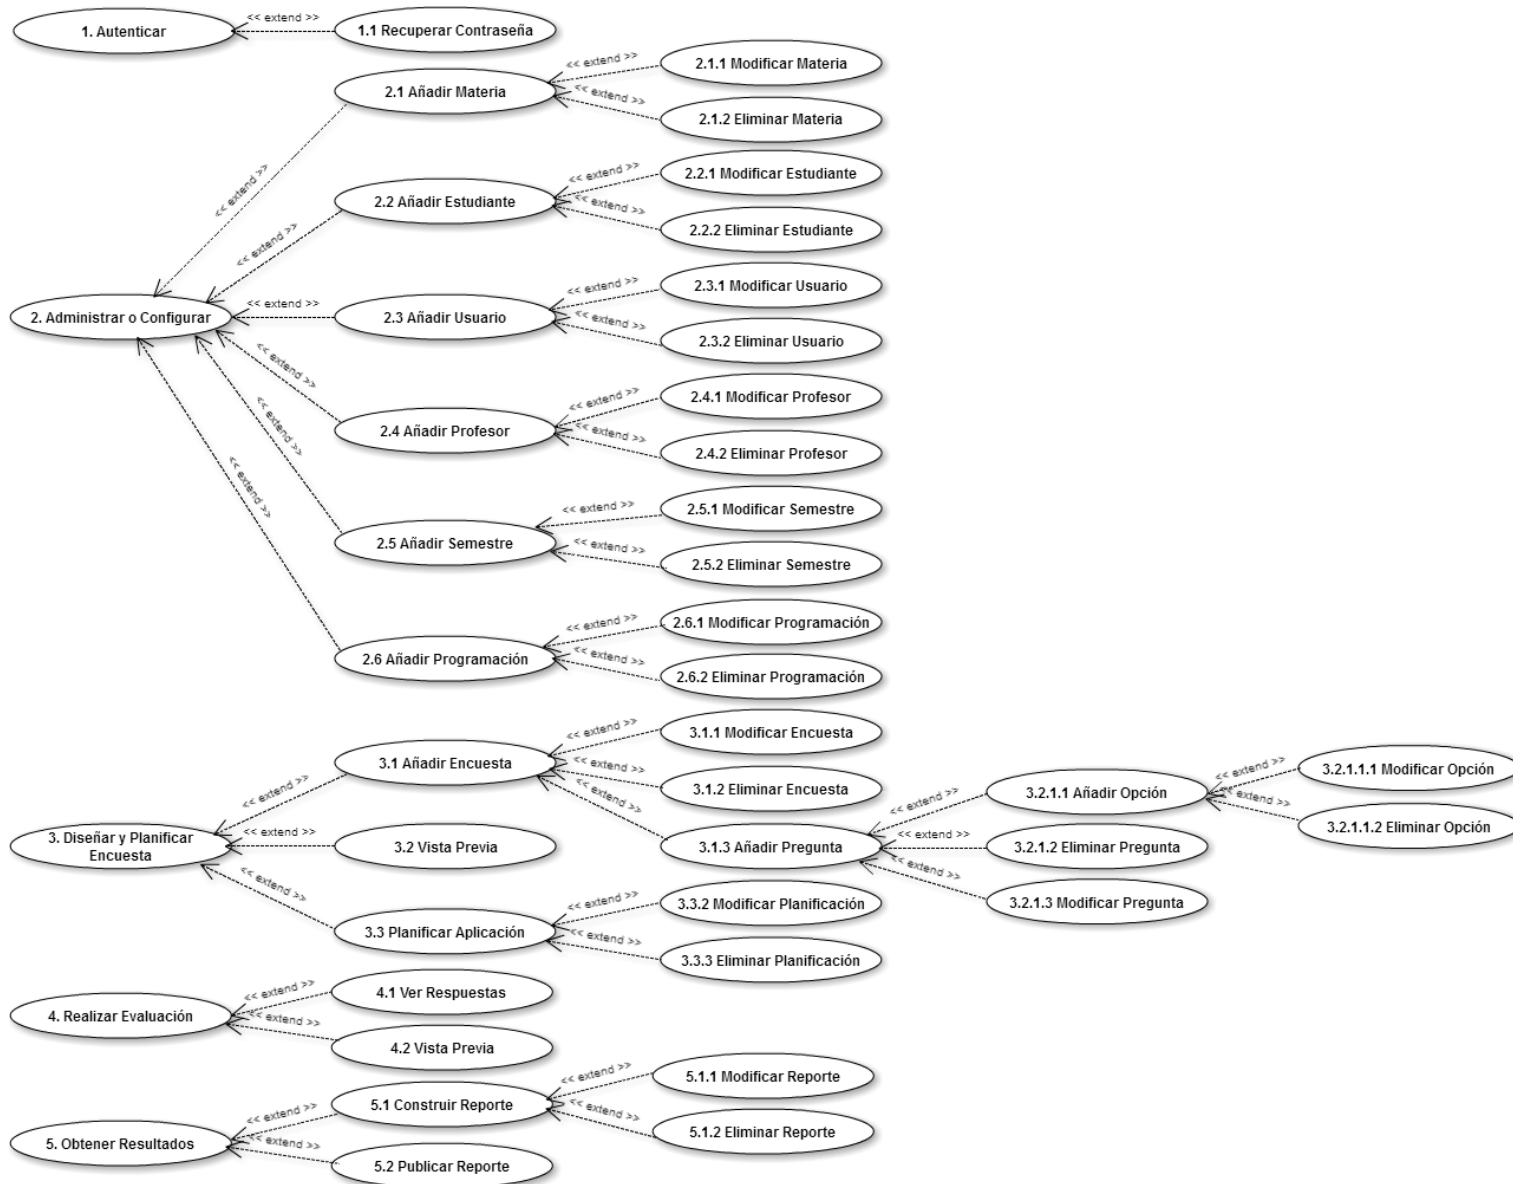 1. Autenticar
<< extend >>
1.1 Recuperar Contraseña
2. Administrar o Configurar
<< extend >>
2.1 Añadir Materia
<< extend >>
2.1.1 Modificar Materia
<< extend >>
2.1.2 Eliminar Materia
<< extend >>
2.2 Añadir Estudiante
<< extend >>
2.2.1 Modificar Estudiante
<< extend >>
2.2.2 Eliminar Estudiante
<< extend >>
2.3 Añadir Usuario
<< extend >>
2.3.1 Modificar Usuario
<< extend >>
2.3.2 Eliminar Usuario
<< extend >>
2.4 Añadir Profesor
<< extend >>
2.4.1 Modificar Profesor
<< extend >>
2.4.2 Eliminar Profesor
<< extend >>
2.5 Añadir Semestre
<< extend >>
2.5.1 Modificar Semestre
<< extend >>
2.5.2 Eliminar Semestre
<< extend >>
2.6 Añadir Programación
<< extend >>
2.6.1 Modificar Programación
<< extend >>
2.6.2 Eliminar Programación
3. Diseñar y Planificar
Encuesta
<< extend >>
3.1 Añadir Encuesta
<< extend >>
3.1.1 Modificar Encuesta
<< extend >>
3.1.2 Eliminar Encuesta
<< extend >>
3.1.3 Añadir Pregunta
<< extend >>
3.2.1.1 Añadir Opción
<< extend >>
3.2.1.1.1 Modificar Opción
<< extend >>
3.2.1.1.2 Eliminar Opción
<< extend >>
3.2.1.2 Eliminar Pregunta
<< extend >>
3.2.1.3 Modificar Pregunta
<< extend >>
3.2 Vista Previa
<< extend >>
3.3 Planificar Aplicación
<< extend >>
3.3.2 Modificar Planificación
<< extend >>
3.3.3 Eliminar Planificación
4. Realizar Evaluación
<< extend >>
4.1 Ver Respuestas
<< extend >>
4.2 Vista Previa
5. Obtener Resultados
<< extend >>
5.1 Construir Reporte
<< extend >>
5.1.1 Modificar Reporte
<< extend >>
5.1.2 Eliminar Reporte
<< extend >>
5.2 Publicar Reporte